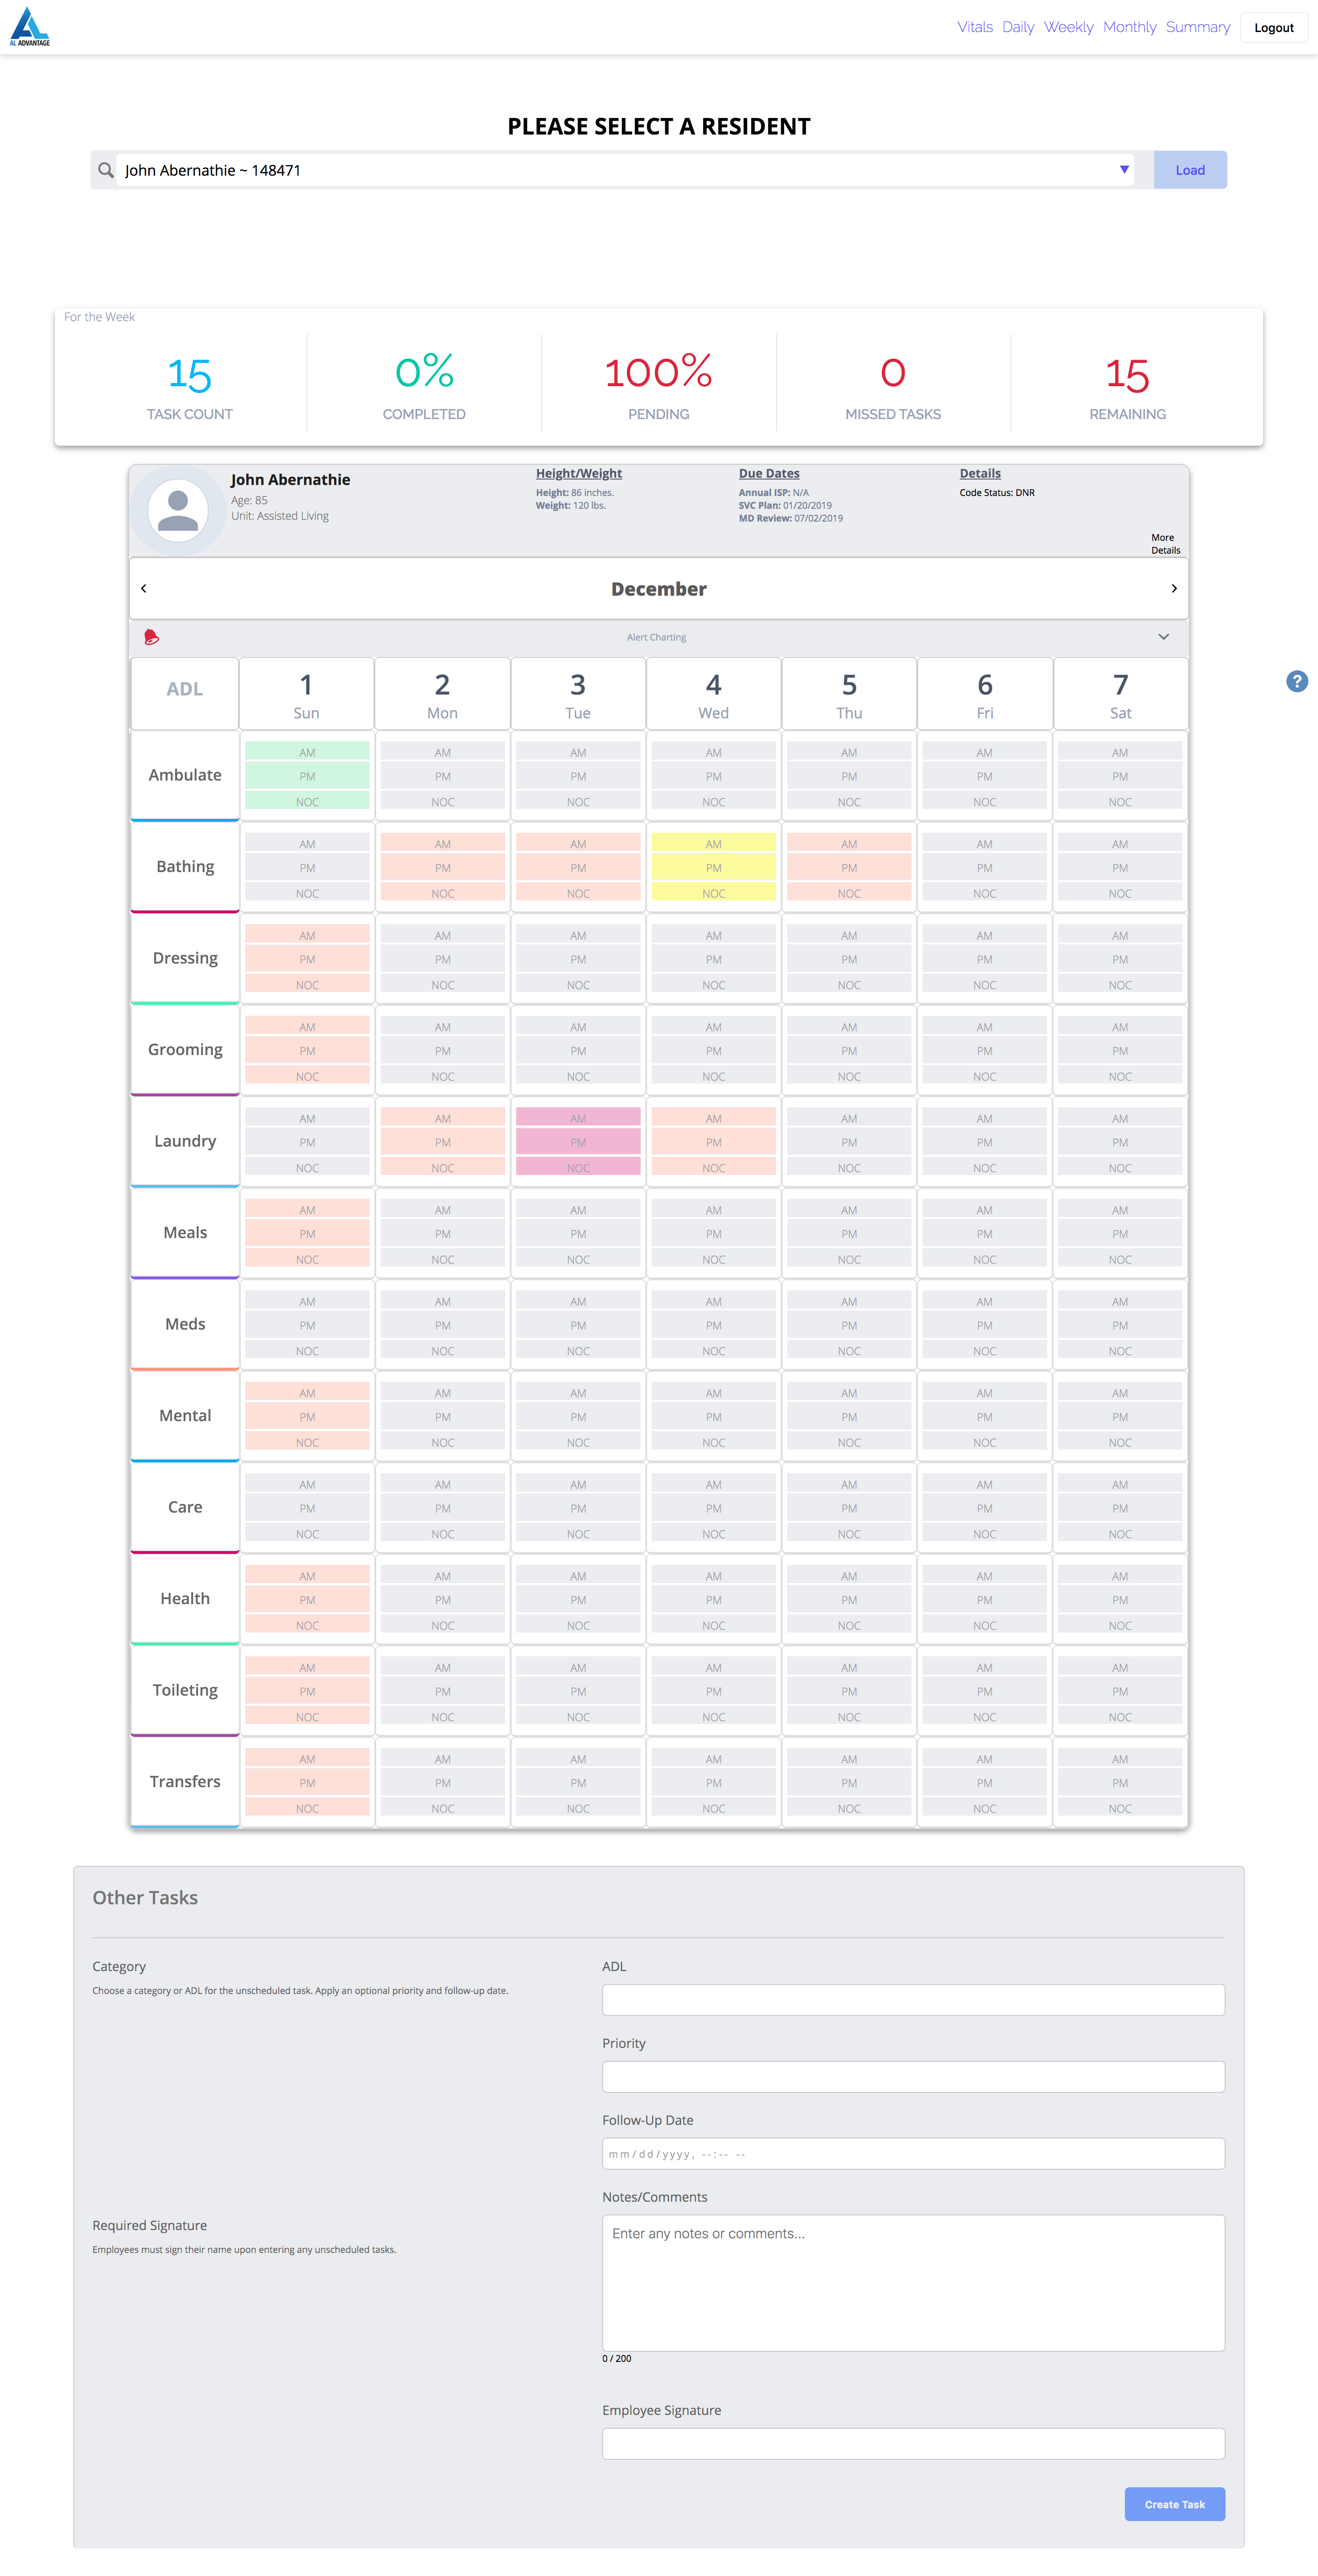 AL ADVANTAGE
Vitals Daily Weekly Monthly Summary Logout
PLEASE SELECT A RESIDENT
John Abernathie ~ 148471 Load
For the Week
15 0% 100% 0 15
TASK COUNT COMPLETED PENDING MISSED TASKS REMAINING
John Abernathie
Age: 85
Unit: Assisted Living
Height/Weight
Height: 86 inches.
Weight: 120 lbs.
Due Dates
Annual ISP: N/A
SVC Plan: 01/20/2019
MD Review: 07/02/2019
Details
Code Status: DNR
More
Details
December
Alert Charting
ADL 1 2 3 4 5 6 7
Sun Mon Tue Wed Thu Fri Sat
?
Ambulate
AM AM AM AM AM AM AM
PM PM PM PM PM PM PM
NOC NOC NOC NOC NOC NOC NOC
Bathing
AM AM AM AM AM AM AM
PM PM PM PM PM PM PM
NOC NOC NOC NOC NOC NOC NOC
Dressing
AM AM AM AM AM AM AM
PM PM PM PM PM PM PM
NOC NOC NOC NOC NOC NOC NOC
Grooming
AM AM AM AM AM AM AM
PM PM PM PM PM PM PM
NOC NOC NOC NOC NOC NOC NOC
Laundry
AM AM AM AM AM AM AM
PM PM PM PM PM PM PM
NOC NOC NOC NOC NOC NOC NOC
Meals
AM AM AM AM AM AM AM
PM PM PM PM PM PM PM
NOC NOC NOC NOC NOC NOC NOC
Meds
AM AM AM AM AM AM AM
PM PM PM PM PM PM PM
NOC NOC NOC NOC NOC NOC NOC
Mental
AM AM AM AM AM AM AM
PM PM PM PM PM PM PM
NOC NOC NOC NOC NOC NOC NOC
Care
AM AM AM AM AM AM AM
PM PM PM PM PM PM PM
NOC NOC NOC NOC NOC NOC NOC
Health
AM AM AM AM AM AM AM
PM PM PM PM PM PM PM
NOC NOC NOC NOC NOC NOC NOC
Toileting
AM AM AM AM AM AM AM
PM PM PM PM PM PM PM
NOC NOC NOC NOC NOC NOC NOC
Transfers
AM AM AM AM AM AM AM
PM PM PM PM PM PM PM
NOC NOC NOC NOC NOC NOC NOC
Other Tasks
Category
Choose a category or ADL for the unscheduled task. Apply an optional priority and follow-up date.
ADL
Priority
Follow-Up Date
mm/dd/yyyy, --:-- --
Required Signature
Employees must sign their name upon entering any unscheduled tasks.
Notes/Comments
Enter any notes or comments...
0 / 200
Employee Signature
Create Task